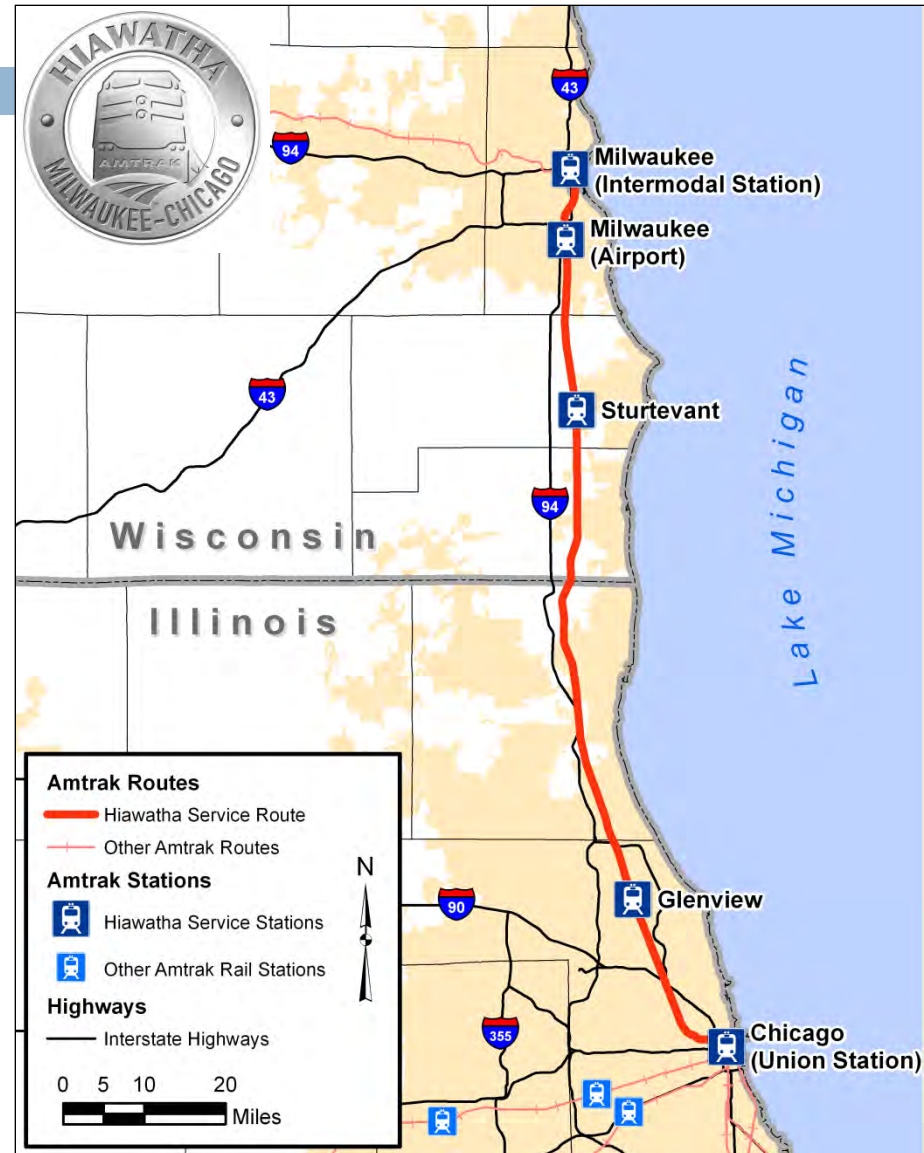 HIAWATHA
AMTRAK
MILWAUKEE-CHICAGO
43
94
Milwaukee
(Intermodal Station)
Milwaukee
(Airport)
43
Sturtevant
94
Wisconsin
Illinois
Lake Michigan
Amtrak Routes
Hiawatha Service Route
Other Amtrak Routes
Amtrak Stations
Hiawatha Service Stations
Other Amtrak Rail Stations
Highways
Interstate Highways
N
0 5 10 20
Miles
90
Glenview
355
Chicago
(Union Station)